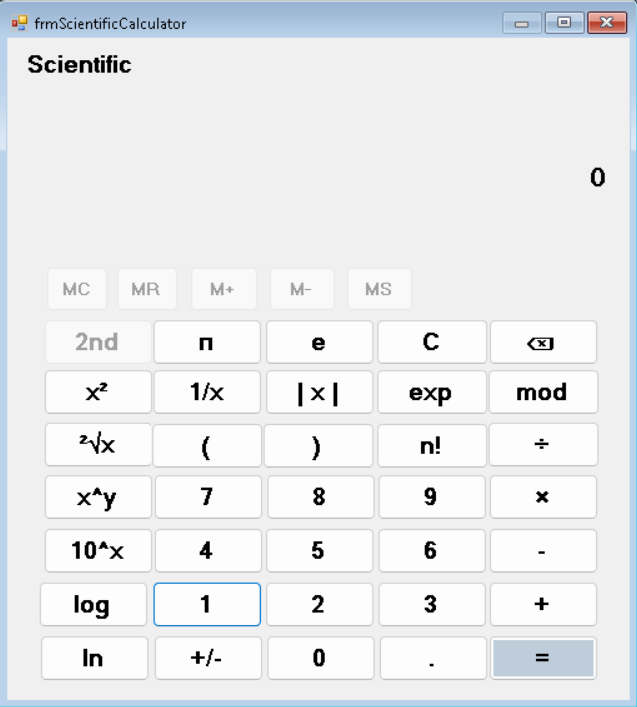 frmScientificCalculator
Scientific
0
MC MR M+ M- MS
2nd п e C
x² 1/x |x| exp mod
²√x ( ) n! ÷
x^y 7 8 9 ×
10^x 4 5 6 -
log 1 2 3 +
ln +/- 0 . =